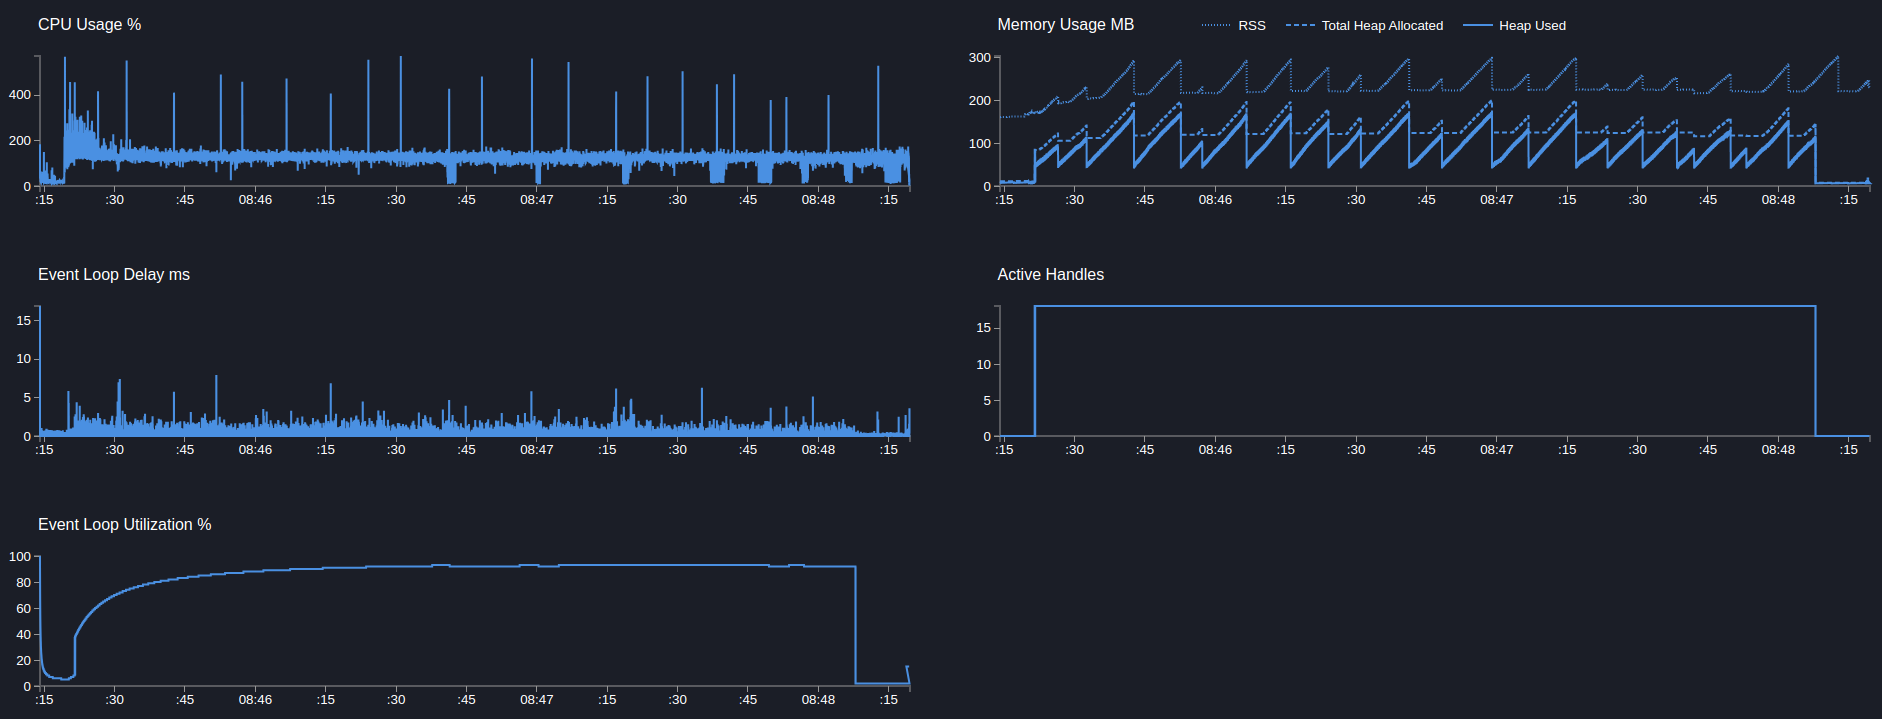 CPU Usage %
400
200
0
:15 :30 :45 08:46 :15 :30 :45 08:47 :15 :30 :45 08:48 :15
Memory Usage MB
RSS Total Heap Allocated Heap Used
300
200
100
0
:15 :30 :45 08:46 :15 :30 :45 08:47 :15 :30 :45 08:48 :15
Event Loop Delay ms
15
10
5
0
:15 :30 :45 08:46 :15 :30 :45 08:47 :15 :30 :45 08:48 :15
Active Handles
15
10
5
0
:15 :30 :45 08:46 :15 :30 :45 08:47 :15 :30 :45 08:48 :15
Event Loop Utilization %
100
80
60
40
20
0
:15 :30 :45 08:46 :15 :30 :45 08:47 :15 :30 :45 08:48 :15